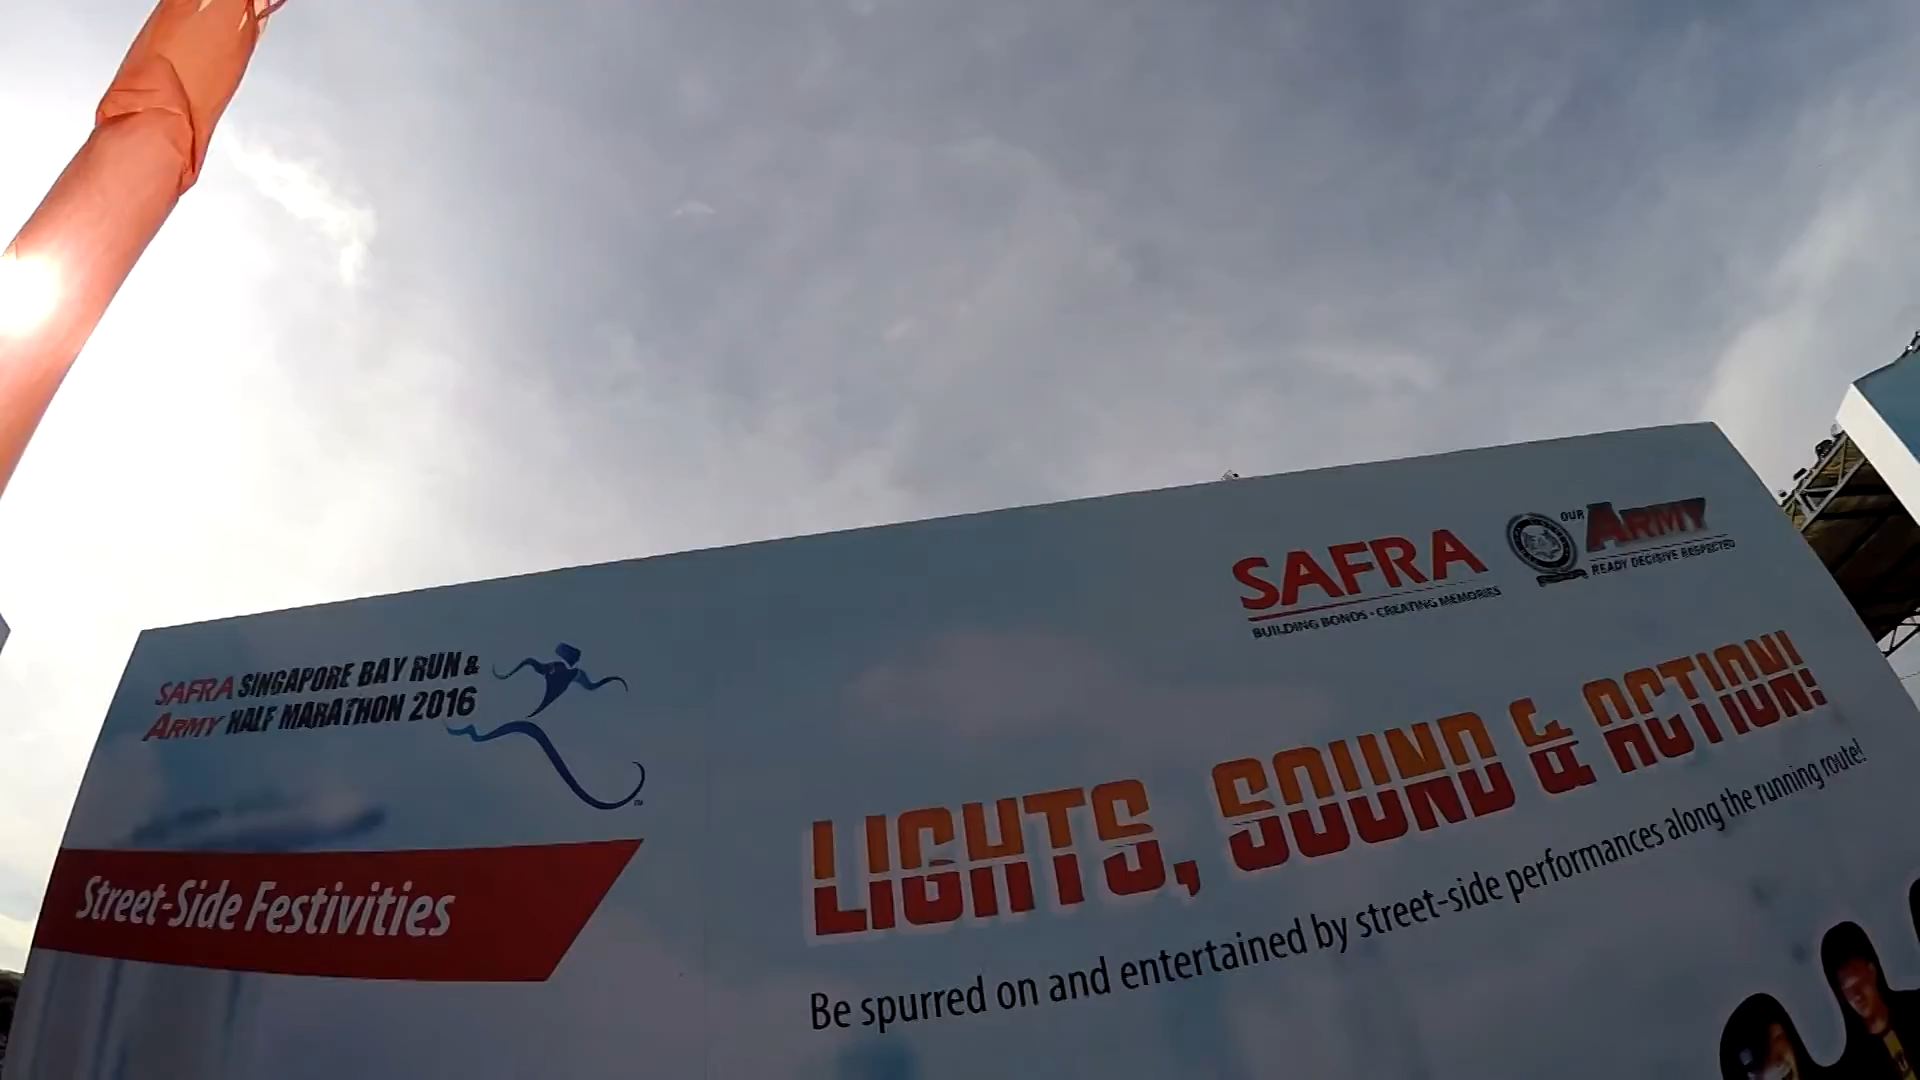 SAFRA SINGAPORE BAY RUN &
ARMY HALF MARATHON 2016
TM
Street-Side Festivities
SAFRA
BUILDING BONDS • CREATING MEMORIES
OUR ARMY
READY DECISIVE RESPECTED
LIGHTS, SOUND & ACTION!
Be spurred on and entertained by street-side performances along the running route!